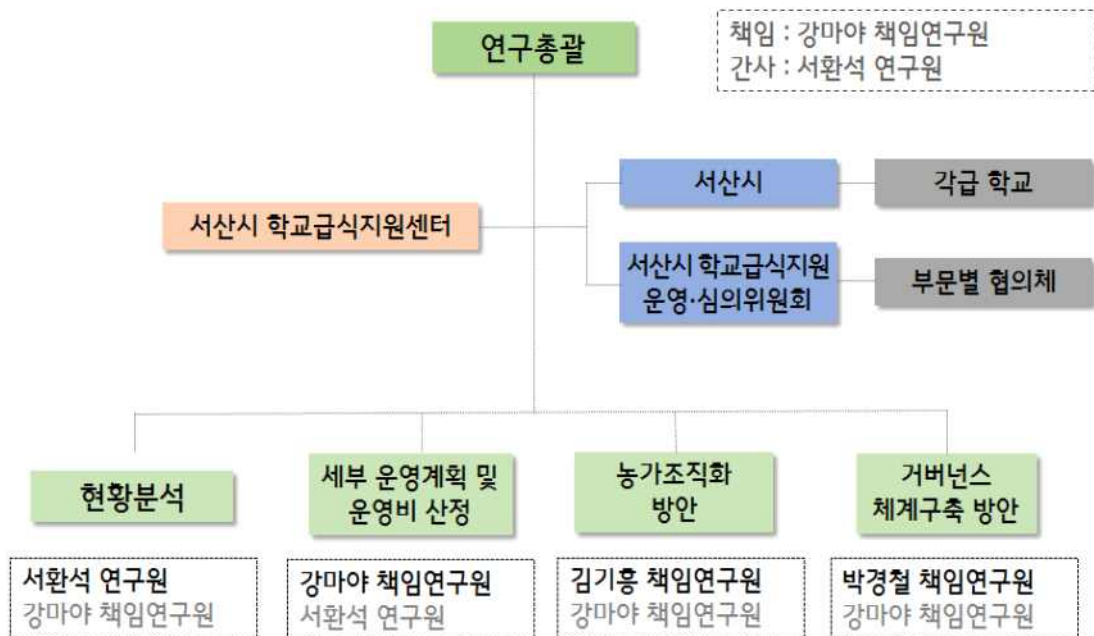 연구총괄
책임 : 강마야 책임연구원
간사 : 서환석 연구원
서산시 학교급식지원센터
서산시
각급 학교
서산시 학교급식지원
운영·심의위원회
부문별 협의체
현황분석
세부 운영계획 및
운영비 산정
농가조직화
방안
거버넌스
체계구축 방안
서환석 연구원
강마야 책임연구원
강마야 책임연구원
서환석 연구원
김기흥 책임연구원
강마야 책임연구원
박경철 책임연구원
강마야 책임연구원